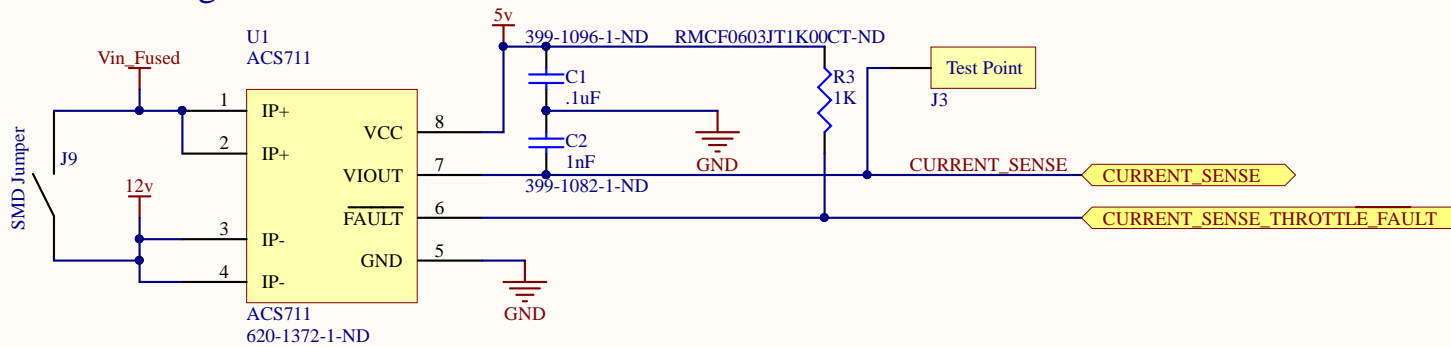 g
5v
U1
ACS711
399-1096-1-ND
RMCF0603JT1K00CT-ND
Vin_Fused
C1
.1uF
R3
1K
Test Point
J3
1
IP+
2
IP+
VCC
8
SMD Jumper
J9
C2
1nF
GND
VIOUT
7
CURRENT_SENSE
CURRENT_SENSE
399-1082-1-ND
12v
FAULT
6
CURRENT_SENSE_THROTTLE_FAULT
3
IP-
GND
5
4
IP-
GND
ACS711
620-1372-1-ND